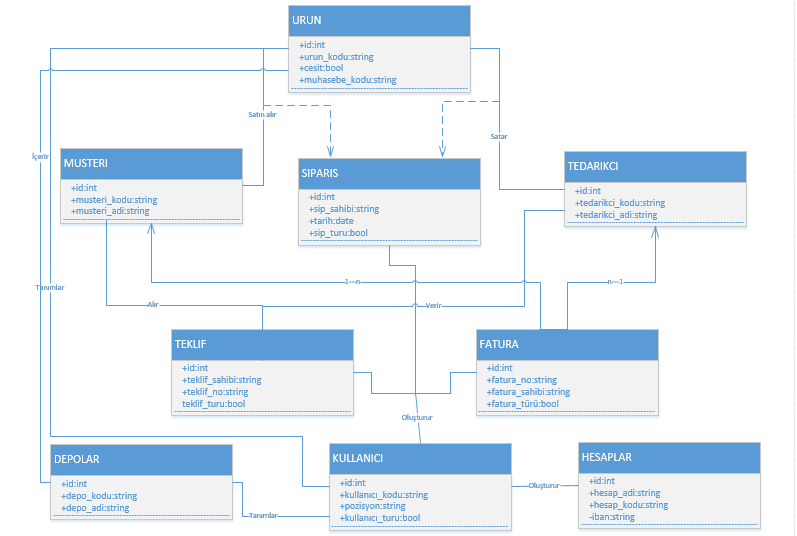 URUN
+id:int
+urun_kodu:string
+cesit:bool
+muhasebe_kodu:string
Satın alır
Satar
İçerir
MUSTERI
+id:int
+musteri_kodu:string
+musteri_adi:string
SIPARIS
+id:int
+sip_sahibi:string
+tarih:date
+sip_turu:bool
TEDARIKCI
+id:int
+tedarikci_kodu:string
+tedarikci_adi:string
Tanımlar
1---n
n---1
Alır
Verir
TEKLIF
+id:int
+teklif_sahibi:string
+teklif_no:string
teklif_turu:bool
FATURA
+id:int
+fatura_no:string
+fatura_sahibi:string
+fatura_türü:bool
Oluşturur
DEPOLAR
+id:int
+depo_kodu:string
+depo_adi:string
Tanımlar
KULLANICI
+id:int
+kullanıcı_kodu:string
+pozisyon:string
+kullanıcı_turu:bool
Oluşturur
HESAPLAR
+id:int
+hesap_adi:string
+hesap_kodu:string
-iban:string